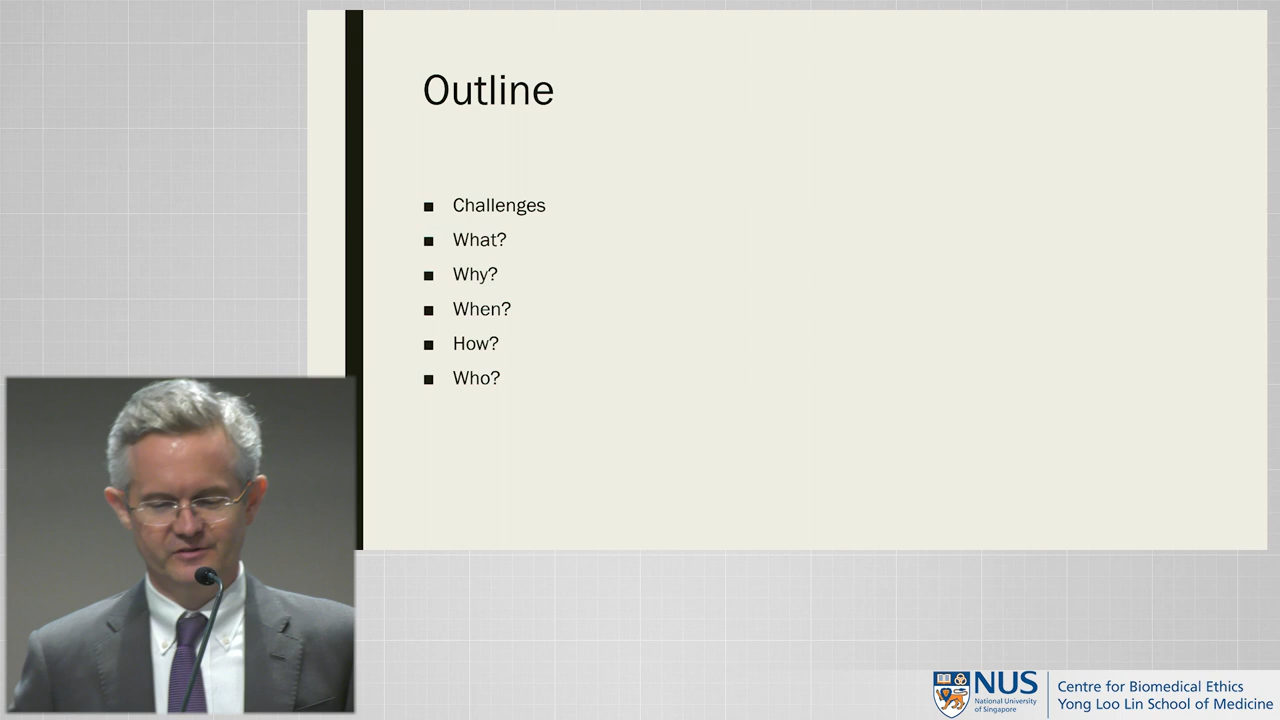 Outline
Challenges
What?
Why?
When?
How?
Who?
NUS
National University
of Singapore
Centre for Biomedical Ethics
Yong Loo Lin School of Medicine